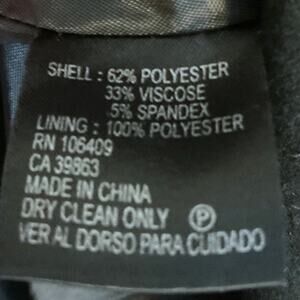 SHELL : 62% POLYESTER
33% VISCOSE
5% SPANDEX
LINING : 100% POLYESTER
RN 106409
CA 39863
MADE IN CHINA
DRY CLEAN ONLY Ⓟ
VER AL DORSO PARA CUIDADO